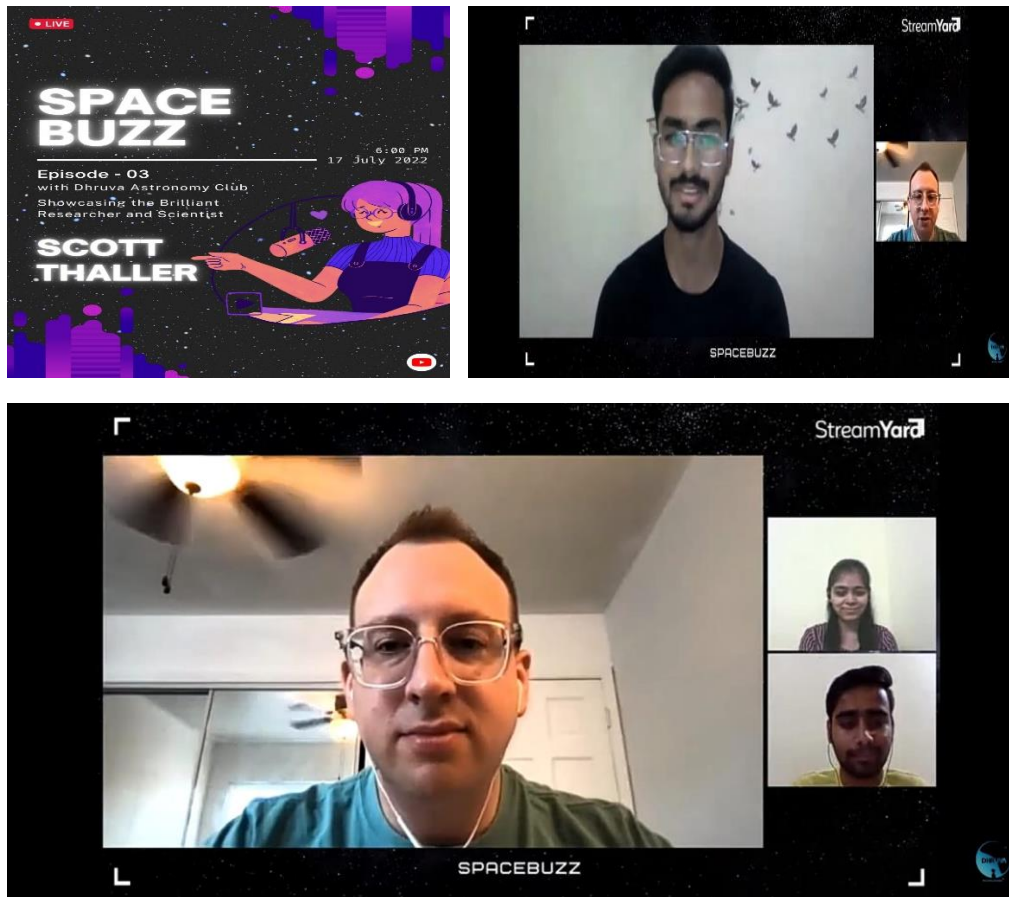 LIVE
SPACE
BUZZ
6:00 PM
17 July 2022
Episode - 03
with Dhruva Astronomy Club
Showcasing the Brilliant
Researcher and Scientist
SCOTT
THALLER
StreamYard
SPACEBUZZ
StreamYard
SPACEBUZZ